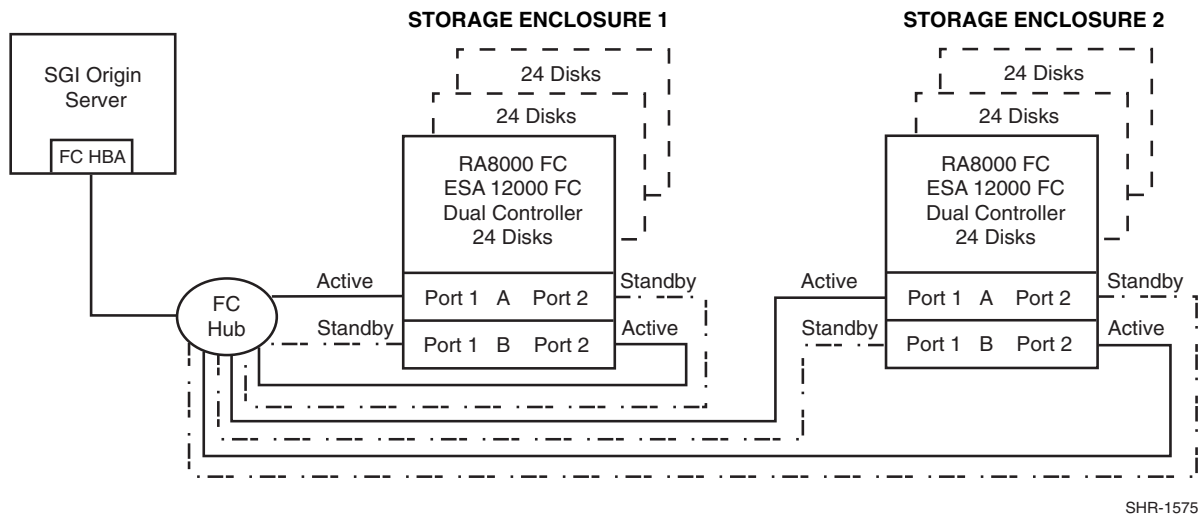 STORAGE ENCLOSURE 1
STORAGE ENCLOSURE 2
SGI Origin
Server
FC HBA
24 Disks
24 Disks
RA8000 FC
ESA 12000 FC
Dual Controller
24 Disks
24 Disks
24 Disks
RA8000 FC
ESA 12000 FC
Dual Controller
24 Disks
FC
Hub
Active
Port 1 A Port 2
Standby
Standby
Port 1 B Port 2
Active
Active
Port 1 A Port 2
Standby
Standby
Port 1 B Port 2
Active
SHR-1575